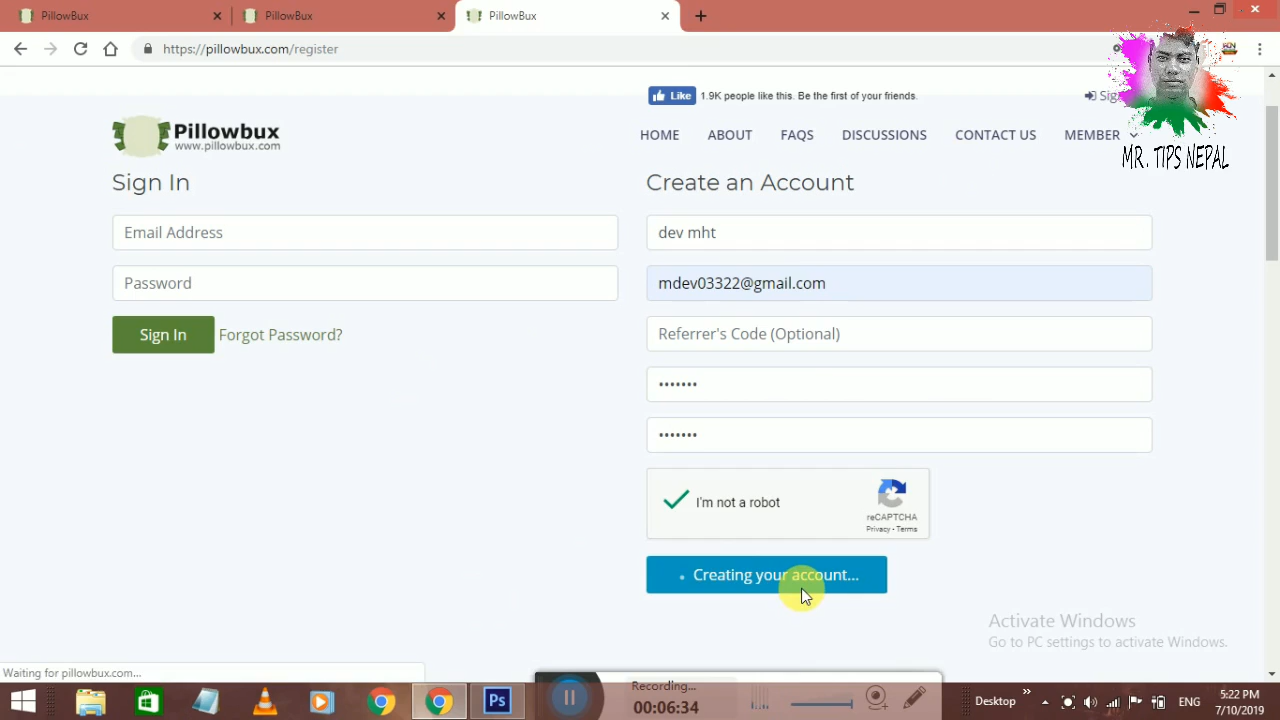 PillowBux
PillowBux
PillowBux
https://pillowbux.com/register
Like 1.9K people like this. Be the first of your friends.
Pillowbux
www.pillowbux.com
HOME ABOUT FAQS DISCUSSIONS CONTACT US MEMBER
MR. TIPS NEPAL
Sign In
Create an Account
Email Address
dev mht
Password
mdev03322@gmail.com
Sign In Forgot Password?
Referrer's Code (Optional)
•••••••
•••••••
I'm not a robot
reCAPTCHA
Privacy - Terms
Creating your account...
Activate Windows
Go to PC settings to activate Windows.
Waiting for pillowbux.com...
Recording...
00:06:34
Ps
Desktop
ENG
5:22 PM
7/10/2019